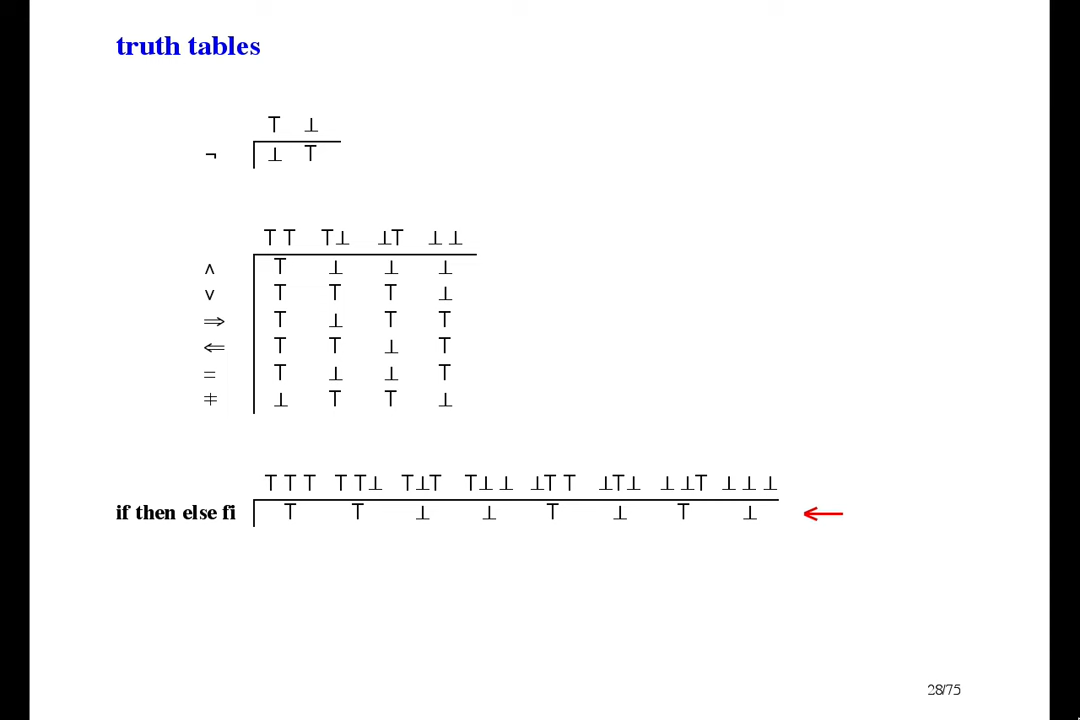 truth tables
⊤ ⊥
¬ ⊥ ⊤
⊤⊤ ⊤⊥ ⊥⊤ ⊥⊥
∧ ⊤ ⊥ ⊥ ⊥
∨ ⊤ ⊤ ⊤ ⊥
⇒ ⊤ ⊥ ⊤ ⊤
⇐ ⊤ ⊤ ⊥ ⊤
= ⊤ ⊥ ⊥ ⊤
⧧ ⊥ ⊤ ⊤ ⊥
⊤⊤⊤ ⊤⊤⊥ ⊤⊥⊤ ⊤⊥⊥ ⊥⊤⊤ ⊥⊤⊥ ⊥⊥⊤ ⊥⊥⊥
if then else fi ⊤ ⊤ ⊥ ⊥ ⊤ ⊥ ⊤ ⊥
28/75